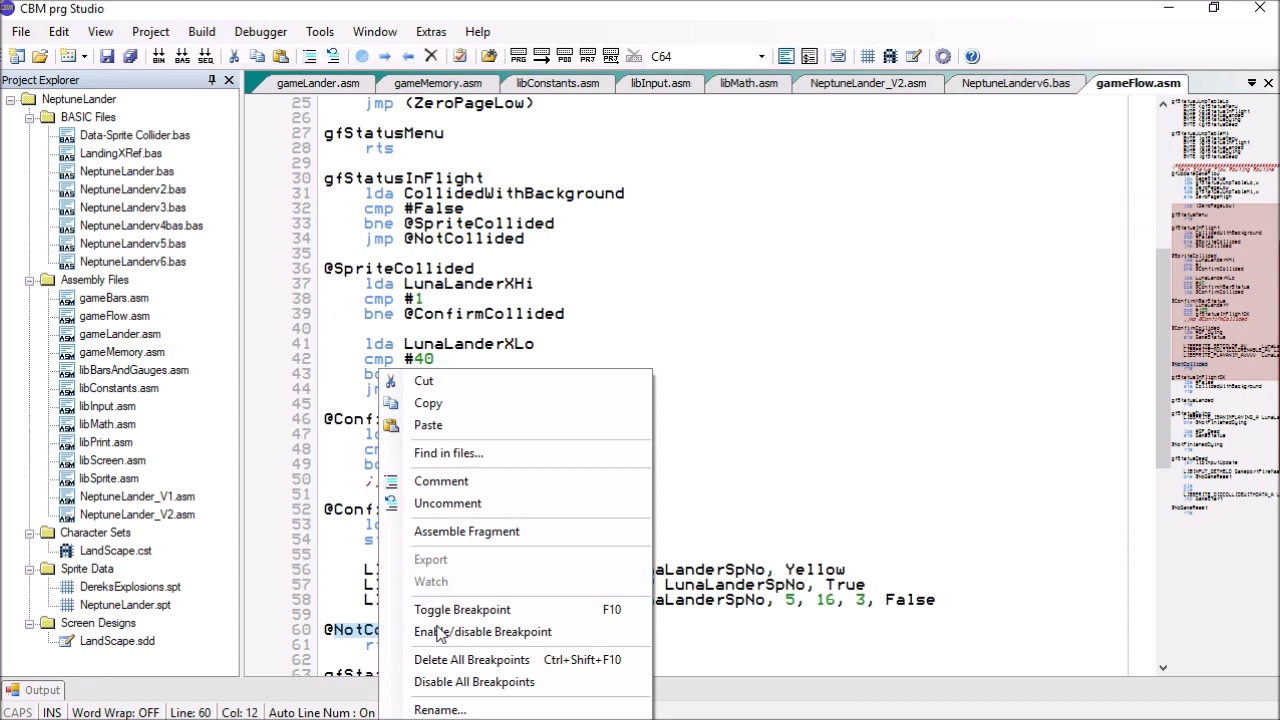 CBM prg Studio
File Edit View Project Build Debugger Tools Window Extras Help
C64
Project Explorer
gameLander.asm gameMemory.asm libConstants.asm libInput.asm libMath.asm NeptuneLander_V2.asm NeptuneLanderv6.bas gameFlow.asm
NeptuneLander
BASIC Files
Data-Sprite Collider.bas
LandingXRef.bas
NeptuneLander.bas
NeptuneLanderv2.bas
NeptuneLanderv3.bas
NeptuneLanderv4bas.bas
NeptuneLanderv5.bas
NeptuneLanderv6.bas
Assembly Files
gameBars.asm
gameFlow.asm
gameLander.asm
gameMemory.asm
libBarsAndGauges.asm
libConstants.asm
libInput.asm
libMath.asm
libPrint.asm
libScreen.asm
libSprite.asm
NeptuneLander_V1.asm
NeptuneLander_V2.asm
Character Sets
LandScape.cst
Sprite Data
DereksExplosions.spt
NeptuneLander.spt
Screen Designs
LandScape.sdd
25 jmp (ZeroPageLow)
26
27 gfStatusMenu
28 rts
29
30 gfStatusInFlight
31 lda CollidedWithBackground
32 cmp #False
33 bne @SpriteCollided
34 jmp @NotCollided
35
36 @SpriteCollided
37 lda LunaLanderXHi
38 cmp #1
39 bne @ConfirmCollided
40
41 lda LunaLanderXLo
42 cmp #40
43
44
45
46 @Conf
47
48
49
50
51
52 @Conf
53
54
55
56 naLanderSpNo, Yellow
57 LunaLanderSpNo, True
58 naLanderSpNo, 5, 16, 3, False
59
60 @NotCo
61
62
63 gfSta
Cut
Copy
Paste
Find in files...
Comment
Uncomment
Assemble Fragment
Export
Watch
Toggle Breakpoint F10
Enable/disable Breakpoint
Delete All Breakpoints Ctrl+Shift+F10
Disable All Breakpoints
Rename...
Output
CAPS INS Word Wrap: OFF Line: 60 Col: 12 Auto Line Num : On